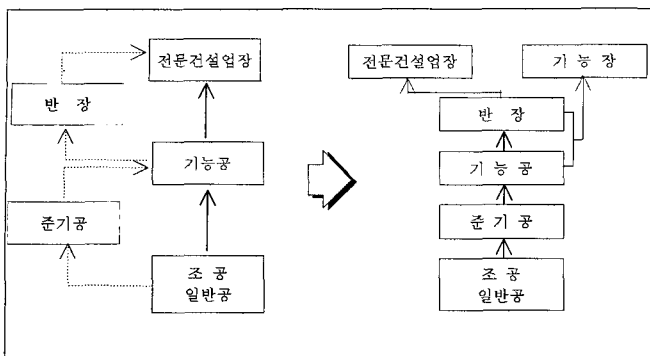 전문건설업장
반 장
기능공
준기공
조 공
일반공
전문건설업장
기 능 장
반 장
기 능 공
준 기 공
조 공
일반공